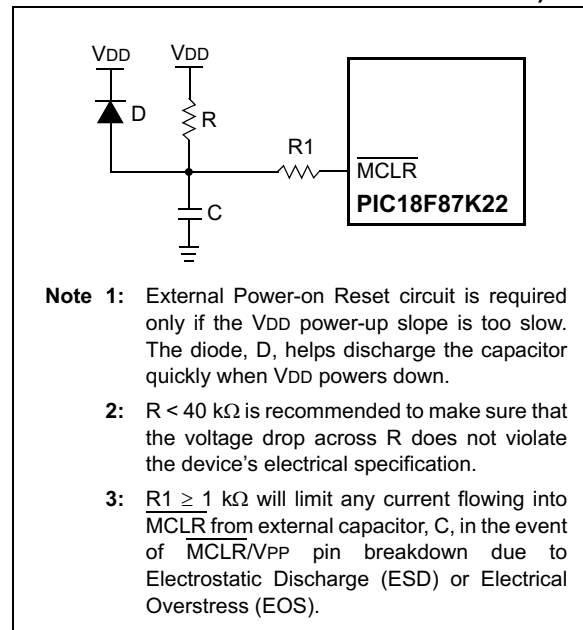 VDD VDD
D
R
R1
MCLR
PIC18F87K22
C
Note 1: External Power-on Reset circuit is required
only if the VDD power-up slope is too slow.
The diode, D, helps discharge the capacitor
quickly when VDD powers down.
2: R < 40 kΩ is recommended to make sure that
the voltage drop across R does not violate
the device's electrical specification.
3: R1 ≥ 1 kΩ will limit any current flowing into
MCLR from external capacitor, C, in the event
of MCLR/VPP pin breakdown due to
Electrostatic Discharge (ESD) or Electrical
Overstress (EOS).